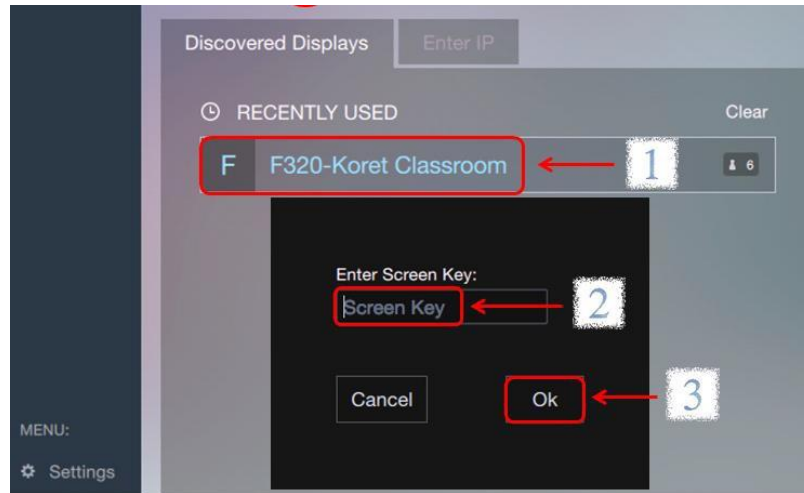 Discovered Displays
Enter IP
RECENTLY USED
Clear
F
F320-Koret Classroom
1
6
Enter Screen Key:
Screen Key
2
Cancel
Ok
3
MENU:
Settings